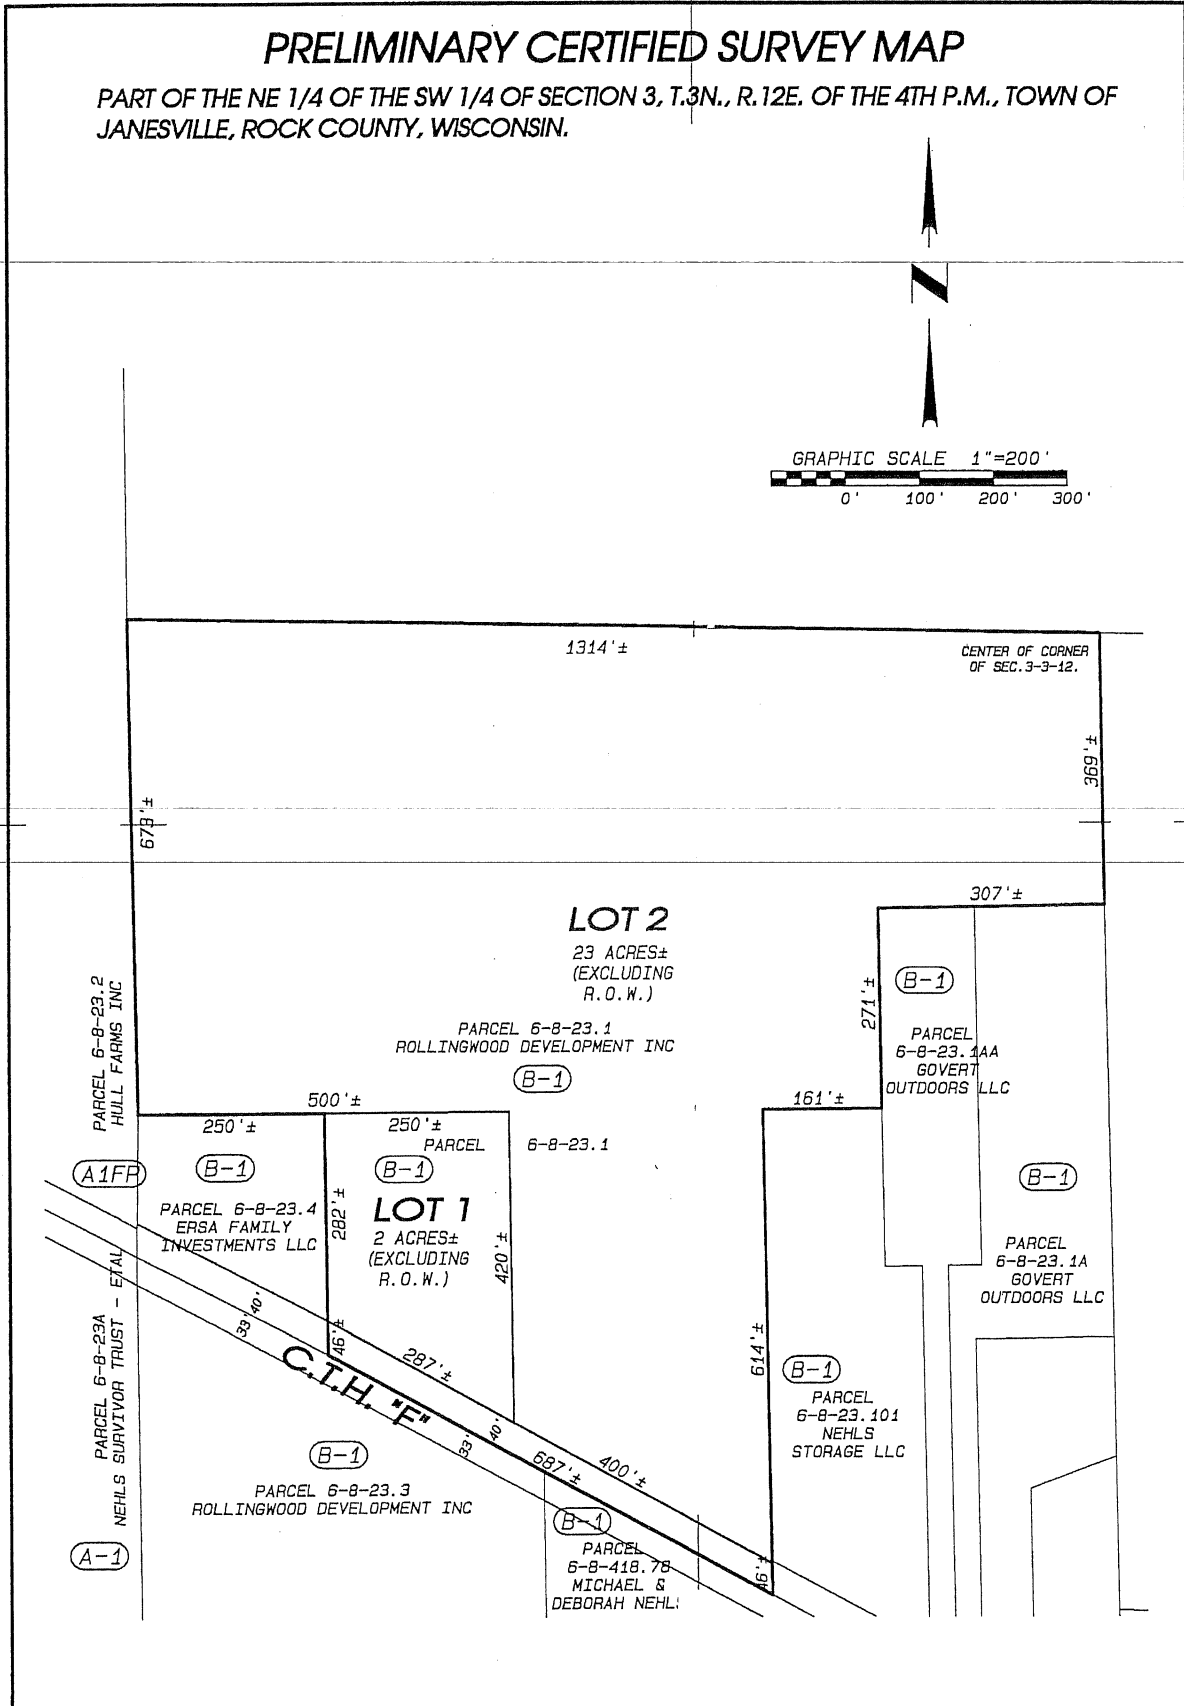 PRELIMINARY CERTIFIED SURVEY MAP
PART OF THE NE 1/4 OF THE SW 1/4 OF SECTION 3, T.3N., R.12E. OF THE 4TH P.M., TOWN OF
JANESVILLE, ROCK COUNTY, WISCONSIN.
N
GRAPHIC SCALE 1"=200'
0' 100' 200' 300'
1314'±
CENTER OF CORNER
OF SEC.3-3-12.
369'±
673'±
307'±
LOT 2
23 ACRES±
(EXCLUDING
R.O.W.)
PARCEL 6-8-23.1
ROLLINGWOOD DEVELOPMENT INC
B-1
271'±
B-1
PARCEL
6-8-23.1AA
GOVERT
OUTDOORS LLC
PARCEL 6-8-23.2
HULL FARMS INC
500'±
161'±
250'±
250'±
PARCEL 6-8-23.1
A1FP
B-1
B-1
B-1
PARCEL 6-8-23.4
ERSA FAMILY
INVESTMENTS LLC
282'±
LOT 1
2 ACRES±
(EXCLUDING
R.O.W.)
420'±
PARCEL
6-8-23.1A
GOVERT
OUTDOORS LLC
PARCEL 6-8-23A
NEHLS SURVIVOR TRUST - ETAL
33' 40'
46'±
287'±
614'±
C.T.H. "F"
B-1
PARCEL
6-8-23.101
NEHLS
STORAGE LLC
33' 40'
687'±
400'±
B-1
PARCEL 6-8-23.3
ROLLINGWOOD DEVELOPMENT INC
B-1
PARCEL
6-8-418.78
MICHAEL &
DEBORAH NEHL
46'±
A-1